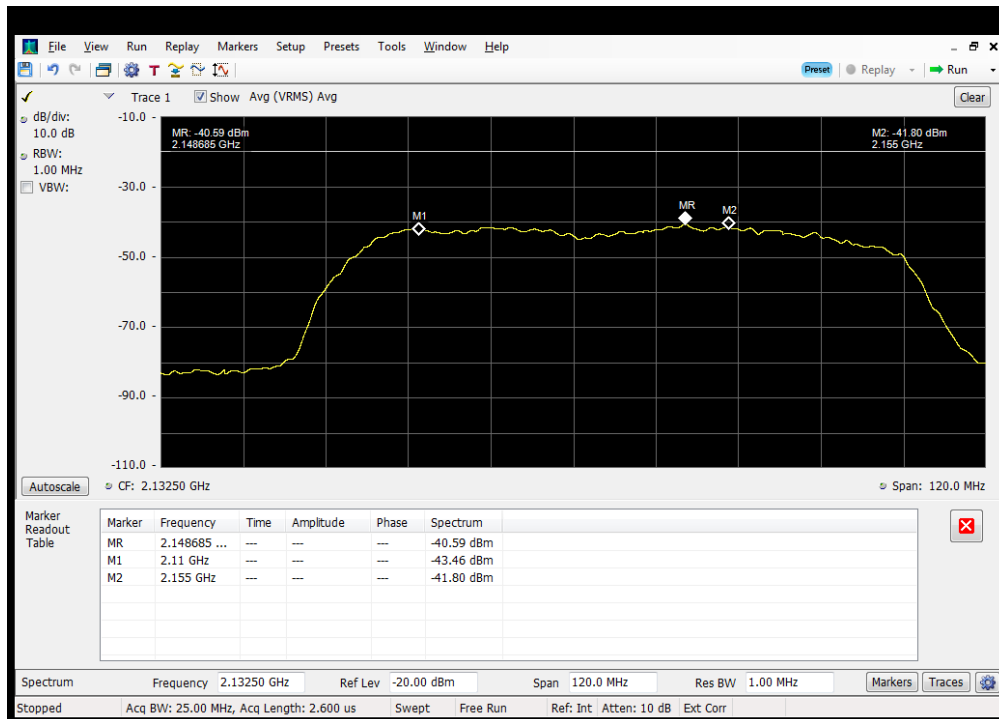 File View Run Replay Markers Setup Presets Tools Window Help
Preset Replay Run
Trace 1 Show Avg (VRMS) Avg Clear
dB/div:
10.0 dB
RBW:
1.00 MHz
VBW:
-10.0
MR: -40.59 dBm
2.148685 GHz
M2: -41.80 dBm
2.155 GHz
-30.0
M1
MR
M2
-50.0
-70.0
-90.0
-110.0
Autoscale CF: 2.13250 GHz Span: 120.0 MHz
Marker
Readout
Table
Marker Frequency Time Amplitude Phase Spectrum
MR 2.148685 ... --- --- --- -40.59 dBm
M1 2.11 GHz --- --- --- -43.46 dBm
M2 2.155 GHz --- --- --- -41.80 dBm
Spectrum Frequency 2.13250 GHz Ref Lev -20.00 dBm Span 120.0 MHz Res BW 1.00 MHz Markers Traces
Stopped Acq BW: 25.00 MHz, Acq Length: 2.600 us Swept Free Run Ref: Int Atten: 10 dB Ext Corr